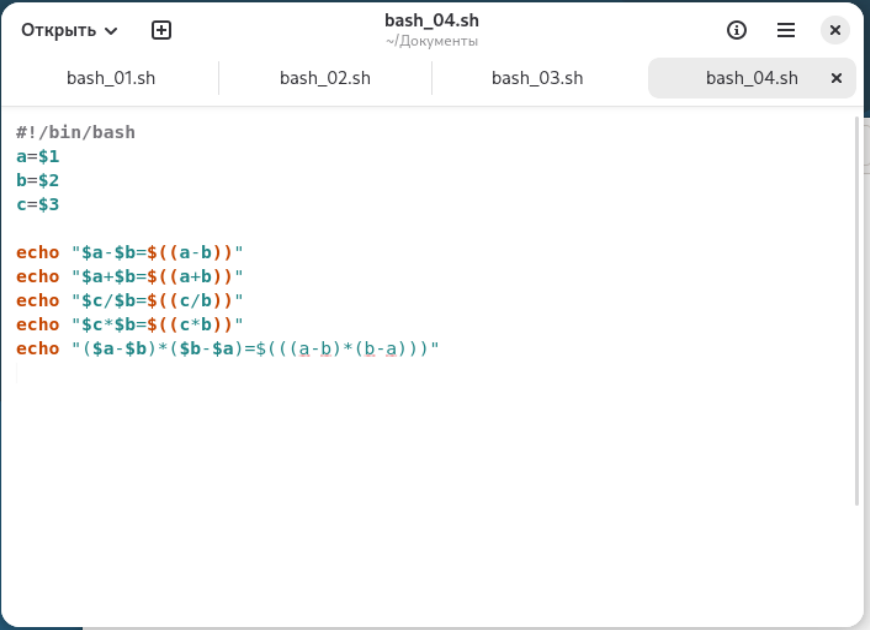 Открыть
bash_04.sh
~/Документы
bash_01.sh
bash_02.sh
bash_03.sh
bash_04.sh
#!/bin/bash
a=$1
b=$2
c=$3
echo "$a-$b=$((a-b))"
echo "$a+$b=$((a+b))"
echo "$c/$b=$((c/b))"
echo "$c*$b=$((c*b))"
echo "($a-$b)*($b-$a)=$(((a-b)*(b-a)))"